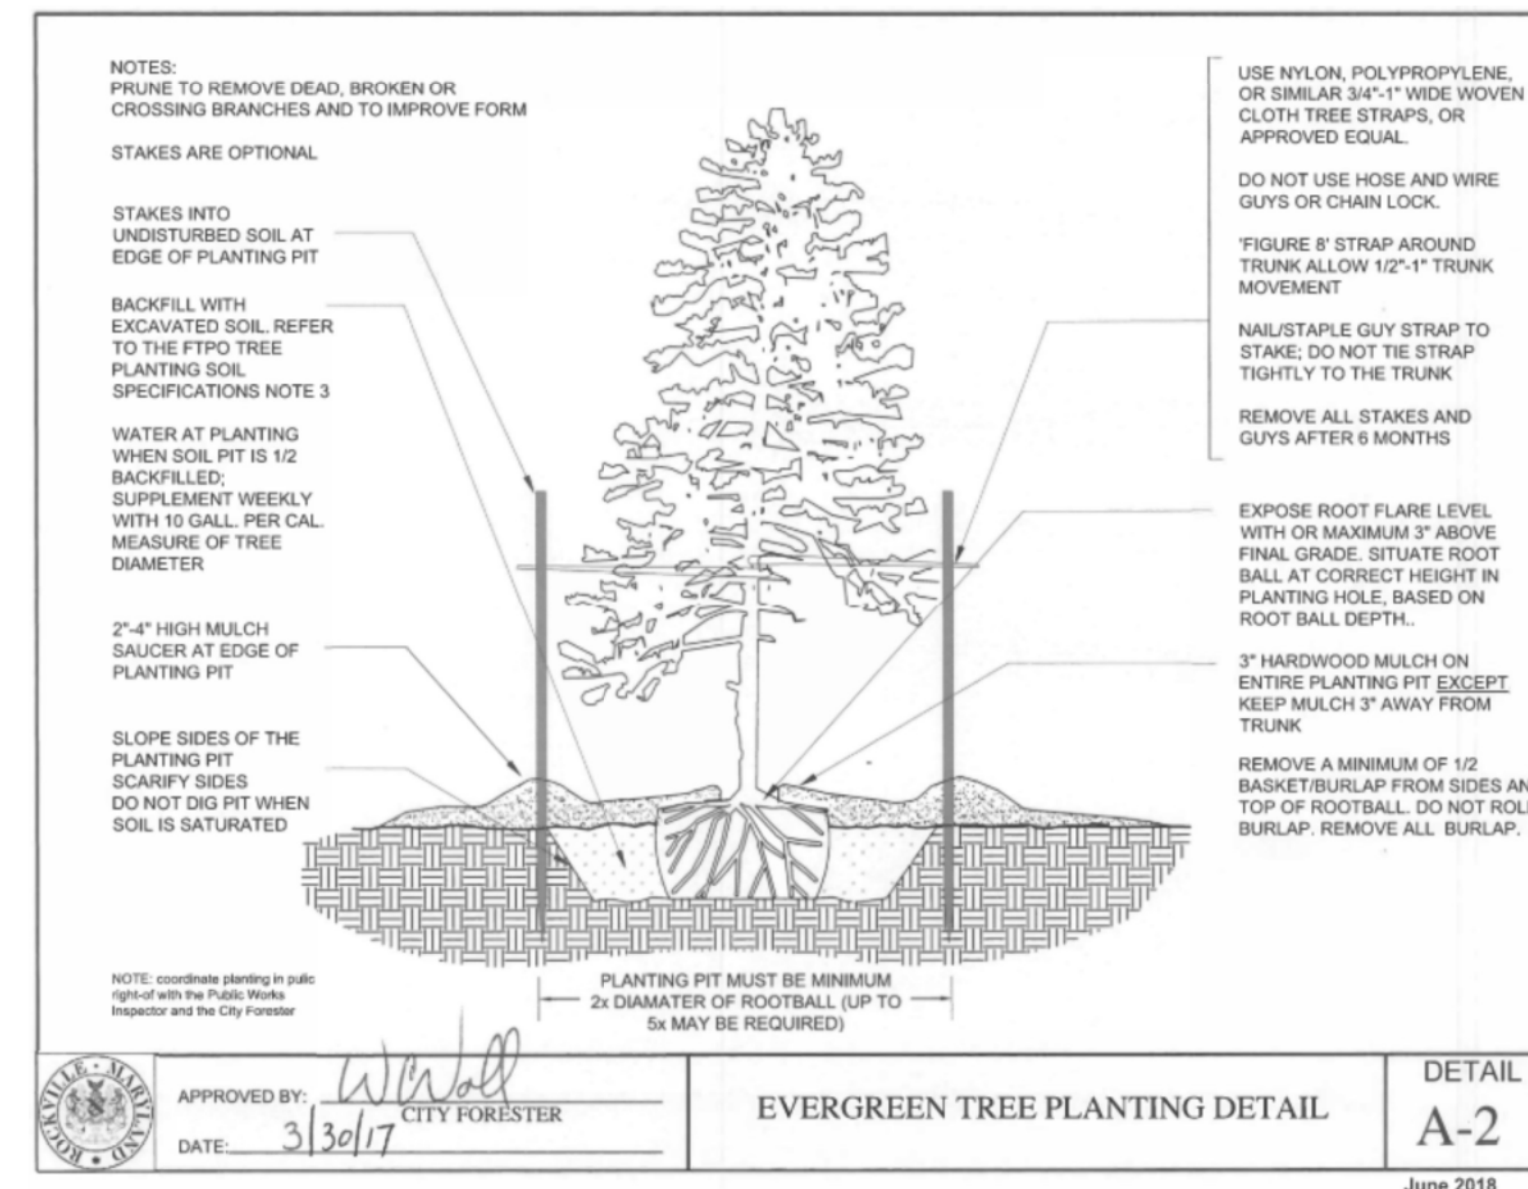 NOTES:
PRUNE TO REMOVE DEAD, BROKEN OR
CROSSING BRANCHES AND TO IMPROVE FORM
STAKES ARE OPTIONAL
STAKES INTO
UNDISTURBED SOIL AT
EDGE OF PLANTING PIT
BACKFILL WITH
EXCAVATED SOIL. REFER
TO THE FTPO TREE
PLANTING SOIL
SPECIFICATIONS NOTE 3
WATER AT PLANTING
WHEN SOIL PIT IS 1/2
BACKFILLED;
SUPPLEMENT WEEKLY
WITH 10 GALL. PER CAL.
MEASURE OF TREE
DIAMETER
2"-4" HIGH MULCH
SAUCER AT EDGE OF
PLANTING PIT
SLOPE SIDES OF THE
PLANTING PIT
SCARIFY SIDES
DO NOT DIG PIT WHEN
SOIL IS SATURATED
NOTE: coordinate planting in pulic
right-of with the Public Works
Inspector and the City Forester
USE NYLON, POLYPROPYLENE,
OR SIMILAR 3/4"-1" WIDE WOVEN
CLOTH TREE STRAPS, OR
APPROVED EQUAL.
DO NOT USE HOSE AND WIRE
GUYS OR CHAIN LOCK.
'FIGURE 8' STRAP AROUND
TRUNK ALLOW 1/2"-1" TRUNK
MOVEMENT
NAIL/STAPLE GUY STRAP TO
STAKE; DO NOT TIE STRAP
TIGHTLY TO THE TRUNK
REMOVE ALL STAKES AND
GUYS AFTER 6 MONTHS
EXPOSE ROOT FLARE LEVEL
WITH OR MAXIMUM 3" ABOVE
FINAL GRADE. SITUATE ROOT
BALL AT CORRECT HEIGHT IN
PLANTING HOLE, BASED ON
ROOT BALL DEPTH..
3" HARDWOOD MULCH ON
ENTIRE PLANTING PIT EXCEPT
KEEP MULCH 3" AWAY FROM
TRUNK
REMOVE A MINIMUM OF 1/2
BASKET/BURLAP FROM SIDES AN
TOP OF ROOTBALL. DO NOT ROLL
BURLAP. REMOVE ALL BURLAP.
PLANTING PIT MUST BE MINIMUM
2x DIAMATER OF ROOTBALL (UP TO
5x MAY BE REQUIRED)
ROCKVILLE • MARYLAND •
APPROVED BY: W Wall
CITY FORESTER
DATE: 3/30/17
EVERGREEN TREE PLANTING DETAIL
DETAIL
A-2
June 2018